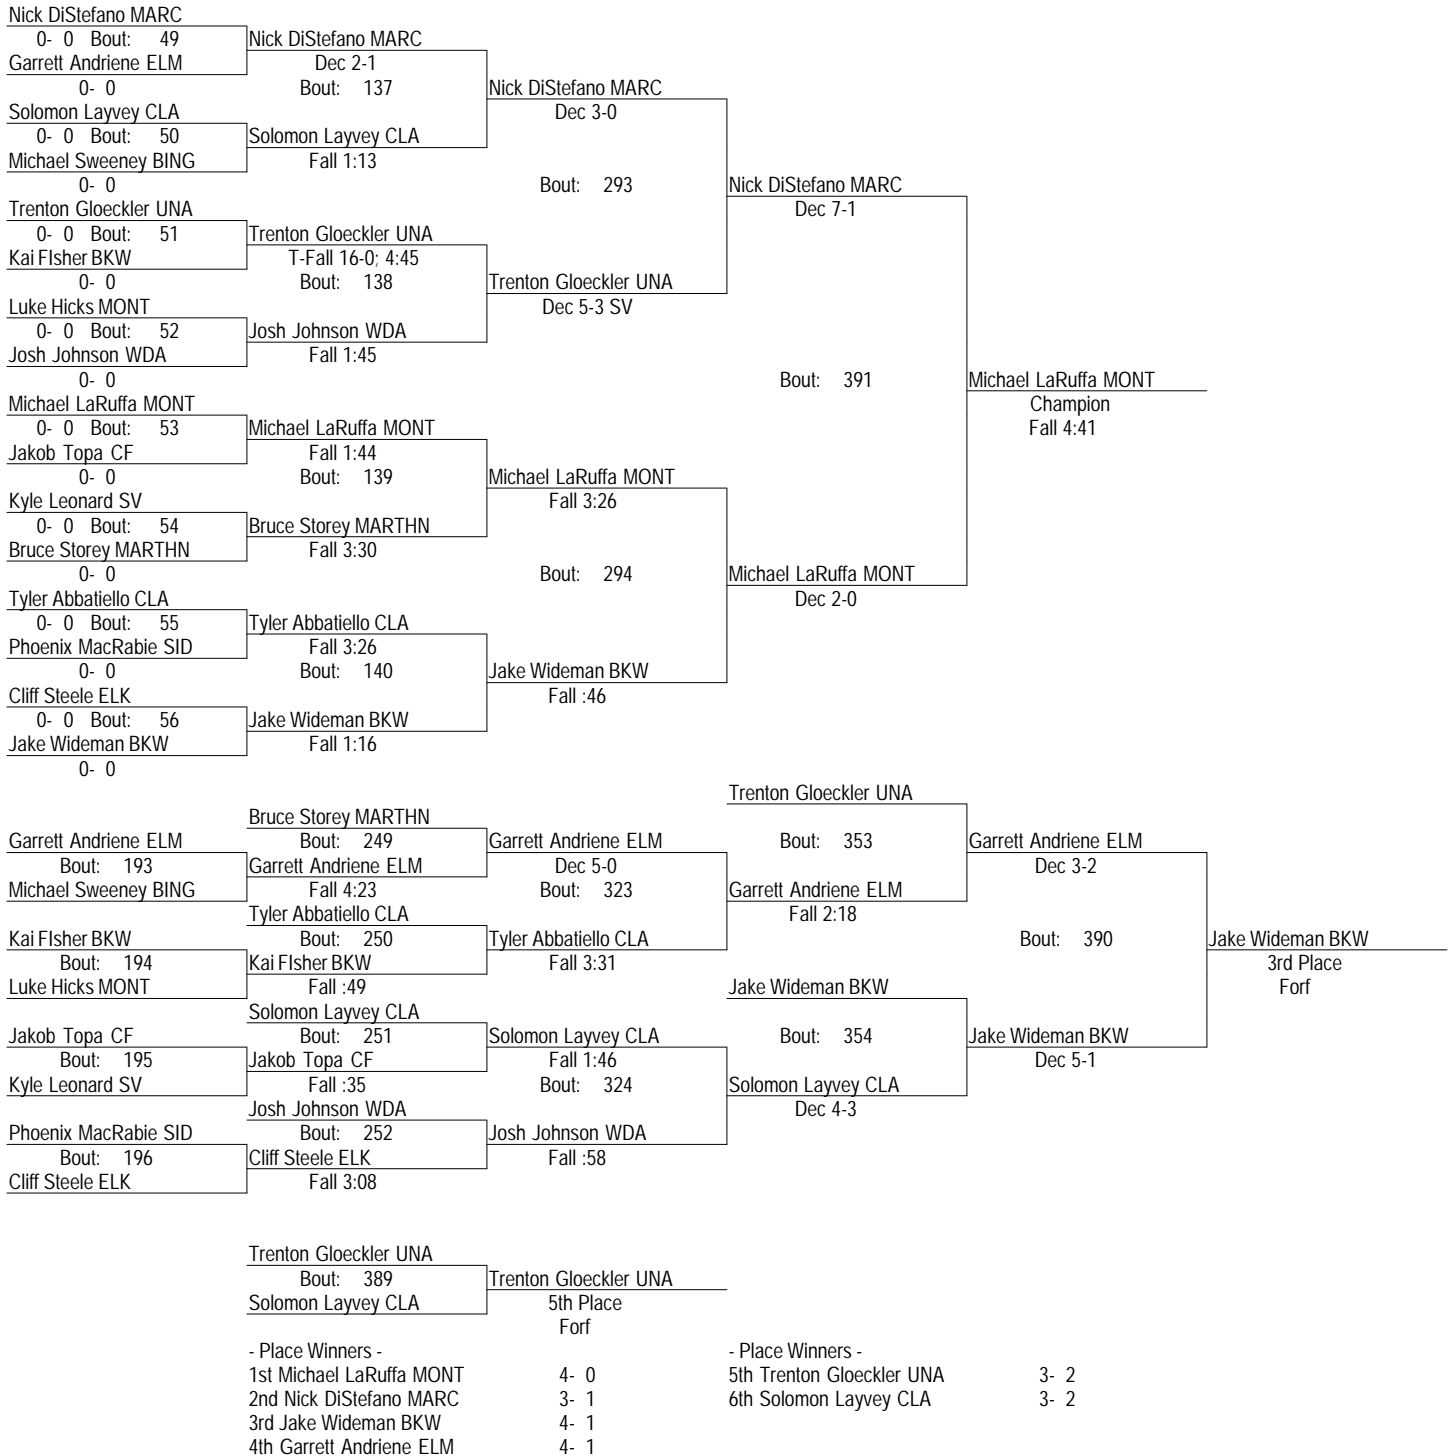 Nick DiStefano MARC
0- 0 Bout: 49 Nick DiStefano MARC
Garrett Andriene ELM Dec 2-1
0- 0 Bout: 137 Nick DiStefano MARC
Solomon Layvey CLA Dec 3-0
0- 0 Bout: 50 Solomon Layvey CLA
Michael Sweeney BING Fall 1:13
0- 0 Bout: 293 Nick DiStefano MARC
Trenton Gloeckler UNA Dec 7-1
0- 0 Bout: 51 Trenton Gloeckler UNA
Kai FIsher BKW T-Fall 16-0; 4:45
0- 0 Bout: 138 Trenton Gloeckler UNA
Luke Hicks MONT Dec 5-3 SV
0- 0 Bout: 52 Josh Johnson WDA
Josh Johnson WDA Fall 1:45
0- 0 Bout: 391 Michael LaRuffa MONT
Michael LaRuffa MONT Champion
0- 0 Bout: 53 Michael LaRuffa MONT Fall 4:41
Jakob Topa CF Fall 1:44
0- 0 Bout: 139 Michael LaRuffa MONT
Kyle Leonard SV Fall 3:26
0- 0 Bout: 54 Bruce Storey MARTHN
Bruce Storey MARTHN Fall 3:30
0- 0 Bout: 294 Michael LaRuffa MONT
Tyler Abbatiello CLA Dec 2-0
0- 0 Bout: 55 Tyler Abbatiello CLA
Phoenix MacRabie SID Fall 3:26
0- 0 Bout: 140 Jake Wideman BKW
Cliff Steele ELK Fall :46
0- 0 Bout: 56 Jake Wideman BKW
Jake Wideman BKW Fall 1:16
0- 0
Trenton Gloeckler UNA
Bruce Storey MARTHN
Garrett Andriene ELM Bout: 249 Garrett Andriene ELM Bout: 353 Garrett Andriene ELM
Bout: 193 Garrett Andriene ELM Dec 5-0 Dec 3-2
Michael Sweeney BING Fall 4:23 Bout: 323 Garrett Andriene ELM
Tyler Abbatiello CLA Fall 2:18
Kai FIsher BKW Bout: 250 Tyler Abbatiello CLA Bout: 390 Jake Wideman BKW
Bout: 194 Kai FIsher BKW Fall 3:31 3rd Place
Luke Hicks MONT Fall :49 Jake Wideman BKW Forf
Solomon Layvey CLA
Jakob Topa CF Bout: 251 Solomon Layvey CLA Bout: 354 Jake Wideman BKW
Bout: 195 Jakob Topa CF Fall 1:46 Dec 5-1
Kyle Leonard SV Fall :35 Bout: 324 Solomon Layvey CLA
Josh Johnson WDA Dec 4-3
Phoenix MacRabie SID Bout: 252 Josh Johnson WDA
Bout: 196 Cliff Steele ELK Fall :58
Cliff Steele ELK Fall 3:08
Trenton Gloeckler UNA
Bout: 389 Trenton Gloeckler UNA
Solomon Layvey CLA 5th Place
Forf
- Place Winners - - Place Winners -
1st Michael LaRuffa MONT 4- 0 5th Trenton Gloeckler UNA 3- 2
2nd Nick DiStefano MARC 3- 1 6th Solomon Layvey CLA 3- 2
3rd Jake Wideman BKW 4- 1
4th Garrett Andriene ELM 4- 1